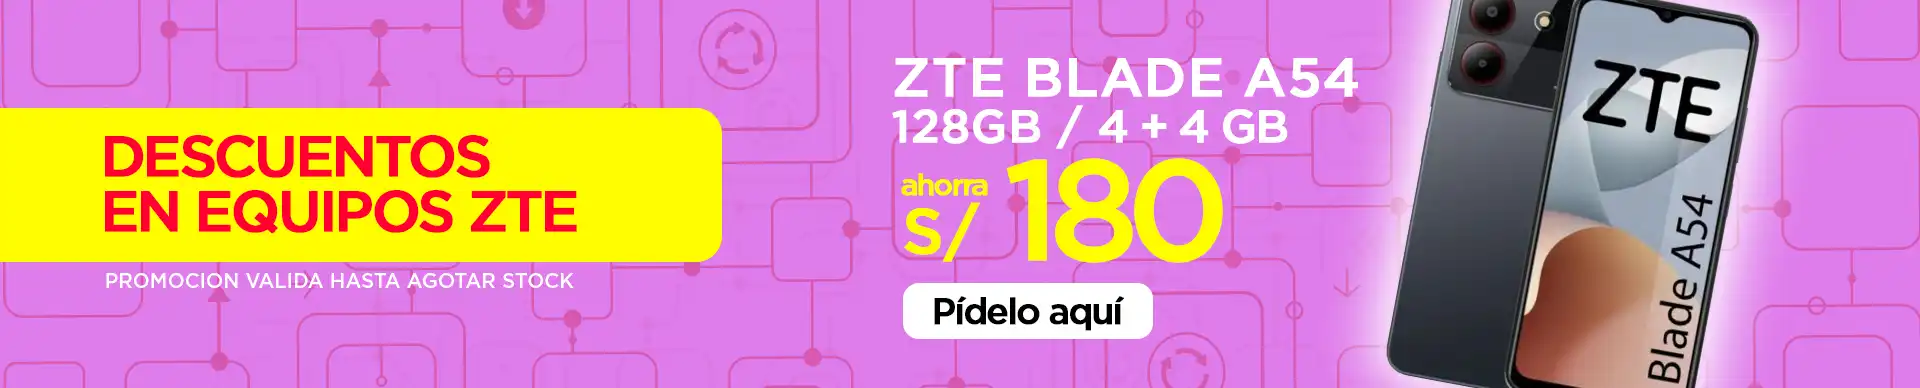 DESCUENTOS
EN EQUIPOS ZTE
PROMOCION VALIDA HASTA AGOTAR STOCK
ZTE BLADE A54
128GB / 4 + 4 GB
ahorra
S/ 180
Pídelo aquí
ZTE
Blade A54